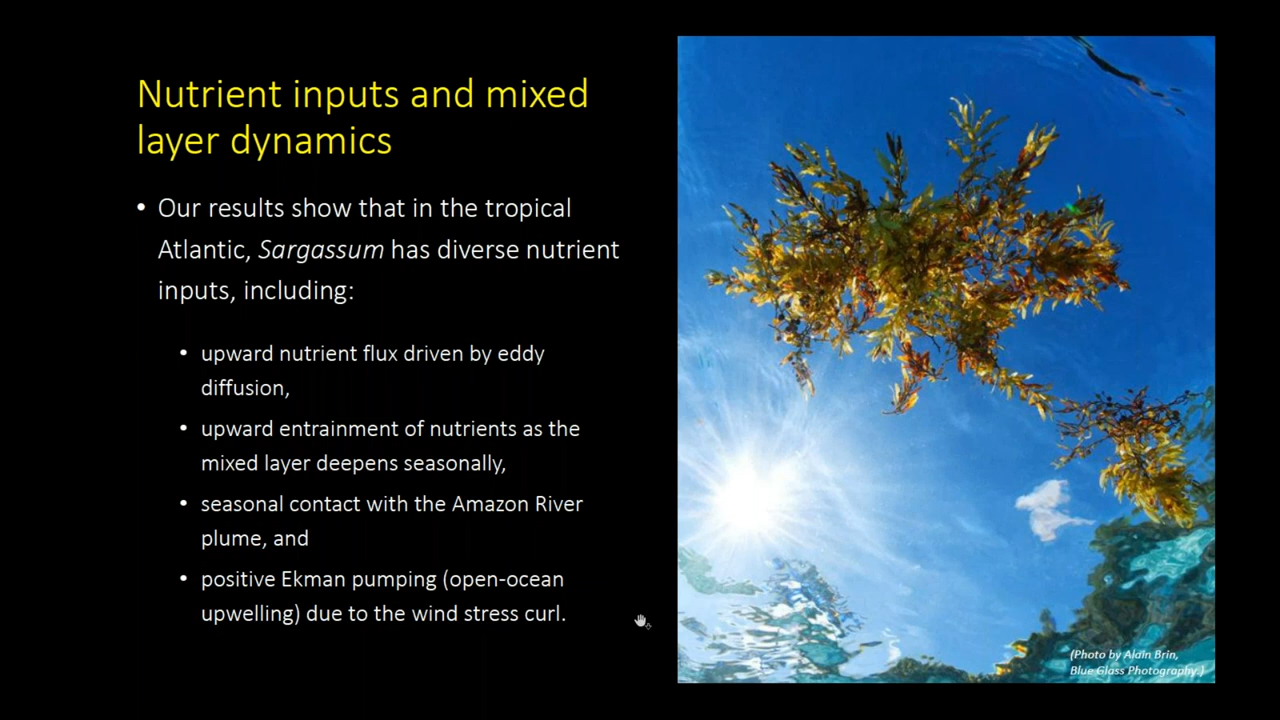 Nutrient inputs and mixed
layer dynamics
• Our results show that in the tropical
Atlantic, Sargassum has diverse nutrient
inputs, including:
• upward nutrient flux driven by eddy
diffusion,
• upward entrainment of nutrients as the
mixed layer deepens seasonally,
• seasonal contact with the Amazon River
plume, and
• positive Ekman pumping (open-ocean
upwelling) due to the wind stress curl.
(Photo by Alain Brin,
Blue Glass Photography.)